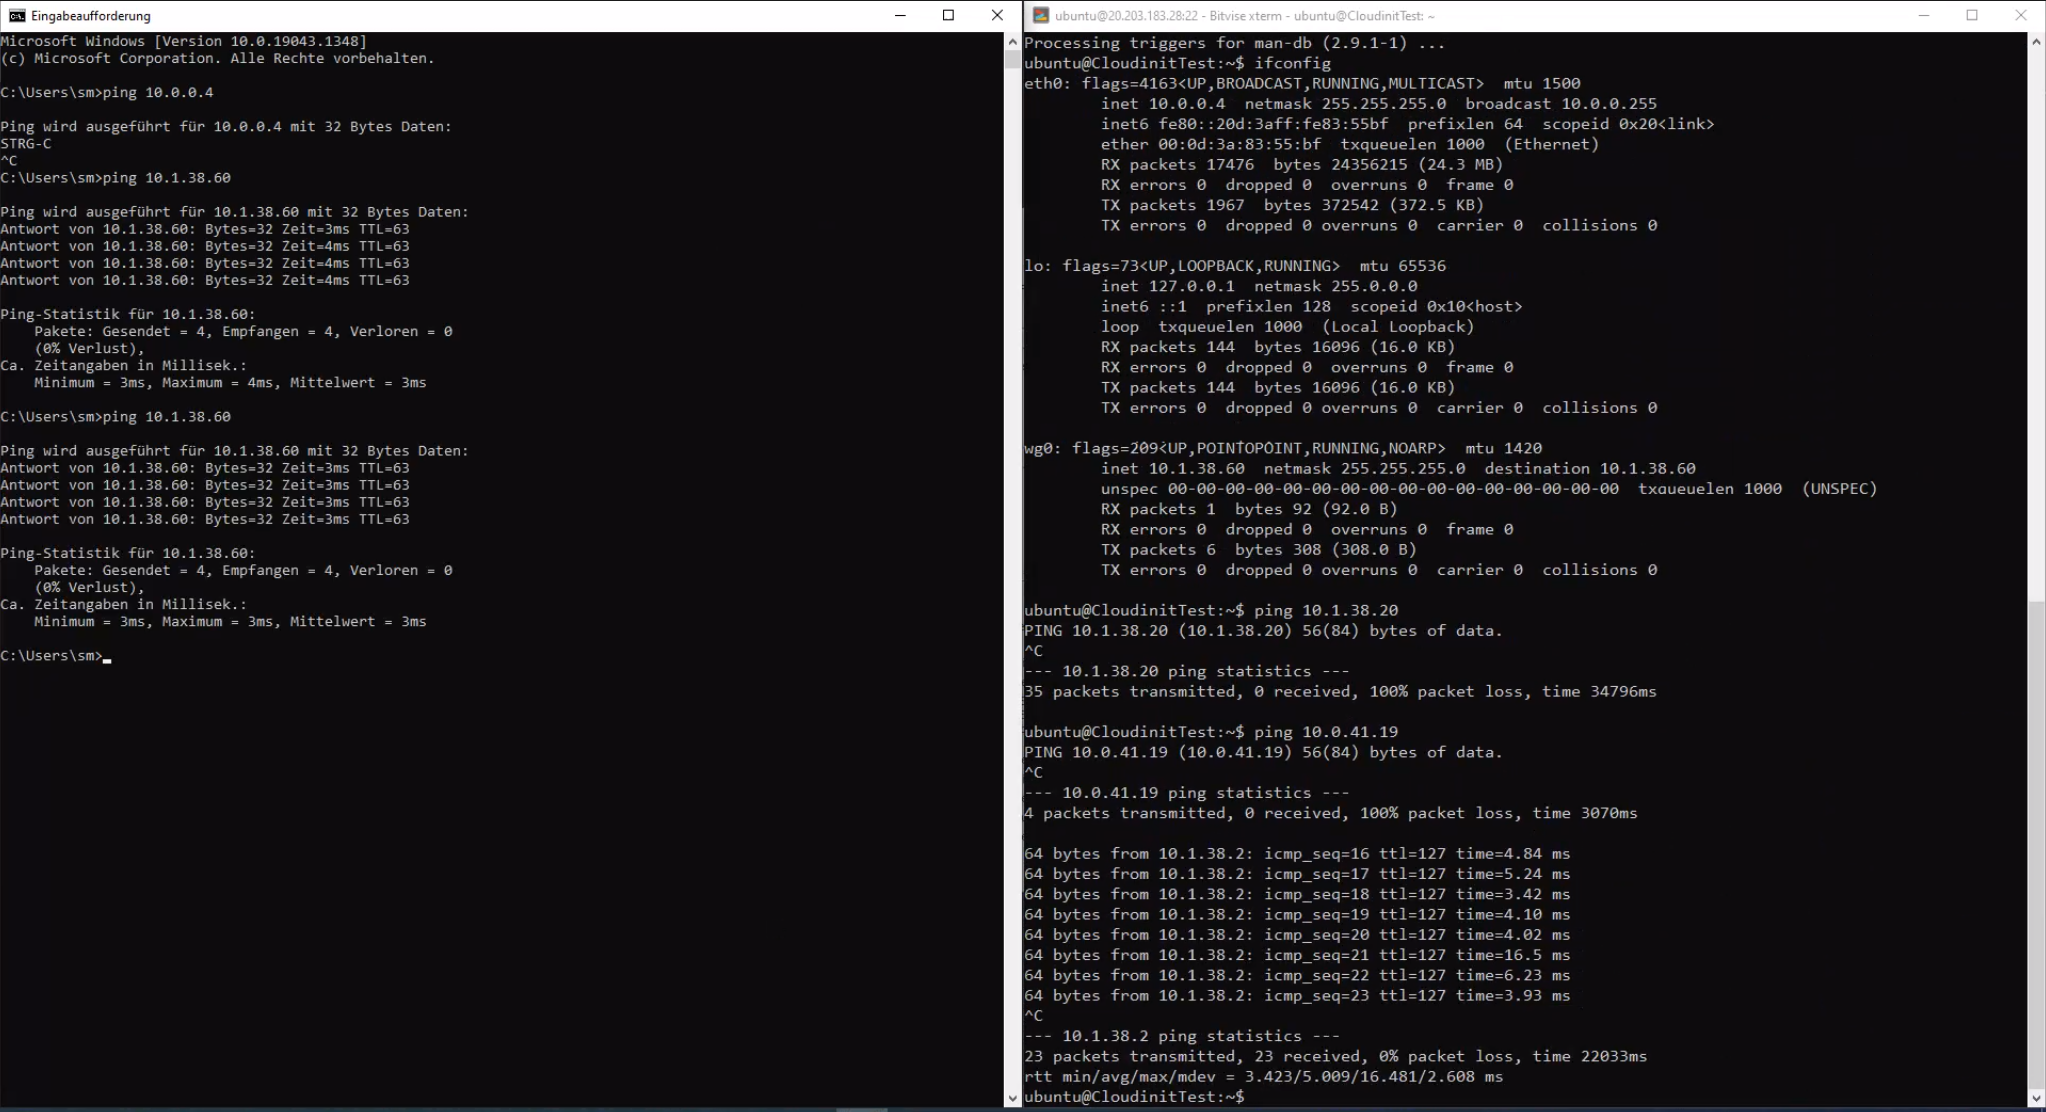 Eingabeaufforderung
Microsoft Windows [Version 10.0.19043.1348]
(c) Microsoft Corporation. Alle Rechte vorbehalten.
C:\Users\sm>ping 10.0.0.4
Ping wird ausgeführt für 10.0.0.4 mit 32 Bytes Daten:
STRG-C
^C
C:\Users\sm>ping 10.1.38.60
Ping wird ausgeführt für 10.1.38.60 mit 32 Bytes Daten:
Antwort von 10.1.38.60: Bytes=32 Zeit=3ms TTL=63
Antwort von 10.1.38.60: Bytes=32 Zeit=4ms TTL=63
Antwort von 10.1.38.60: Bytes=32 Zeit=4ms TTL=63
Antwort von 10.1.38.60: Bytes=32 Zeit=4ms TTL=63
Ping-Statistik für 10.1.38.60:
    Pakete: Gesendet = 4, Empfangen = 4, Verloren = 0
    (0% Verlust),
Ca. Zeitangaben in Millisek.:
    Minimum = 3ms, Maximum = 4ms, Mittelwert = 3ms
C:\Users\sm>ping 10.1.38.60
Ping wird ausgeführt für 10.1.38.60 mit 32 Bytes Daten:
Antwort von 10.1.38.60: Bytes=32 Zeit=3ms TTL=63
Antwort von 10.1.38.60: Bytes=32 Zeit=3ms TTL=63
Antwort von 10.1.38.60: Bytes=32 Zeit=3ms TTL=63
Antwort von 10.1.38.60: Bytes=32 Zeit=3ms TTL=63
Ping-Statistik für 10.1.38.60:
    Pakete: Gesendet = 4, Empfangen = 4, Verloren = 0
    (0% Verlust),
Ca. Zeitangaben in Millisek.:
    Minimum = 3ms, Maximum = 3ms, Mittelwert = 3ms
C:\Users\sm>
ubuntu@20.203.183.28:22 - Bitvise xterm - ubuntu@CloudinitTest: ~
Processing triggers for man-db (2.9.1-1) ...
ubuntu@CloudinitTest:~$ ifconfig
eth0: flags=4163<UP,BROADCAST,RUNNING,MULTICAST>  mtu 1500
        inet 10.0.0.4  netmask 255.255.255.0  broadcast 10.0.0.255
        inet6 fe80::20d:3aff:fe83:55bf  prefixlen 64  scopeid 0x20<link>
        ether 00:0d:3a:83:55:bf  txqueuelen 1000  (Ethernet)
        RX packets 17476  bytes 24356215 (24.3 MB)
        RX errors 0  dropped 0  overruns 0  frame 0
        TX packets 1967  bytes 372542 (372.5 KB)
        TX errors 0  dropped 0 overruns 0  carrier 0  collisions 0
lo: flags=73<UP,LOOPBACK,RUNNING>  mtu 65536
        inet 127.0.0.1  netmask 255.0.0.0
        inet6 ::1  prefixlen 128  scopeid 0x10<host>
        loop  txqueuelen 1000  (Local Loopback)
        RX packets 144  bytes 16096 (16.0 KB)
        RX errors 0  dropped 0  overruns 0  frame 0
        TX packets 144  bytes 16096 (16.0 KB)
        TX errors 0  dropped 0 overruns 0  carrier 0  collisions 0
wg0: flags=209<UP,POINTOPOINT,RUNNING,NOARP>  mtu 1420
        inet 10.1.38.60  netmask 255.255.255.0  destination 10.1.38.60
        unspec 00-00-00-00-00-00-00-00-00-00-00-00-00-00-00-00  txqueuelen 1000  (UNSPEC)
        RX packets 1  bytes 92 (92.0 B)
        RX errors 0  dropped 0  overruns 0  frame 0
        TX packets 6  bytes 308 (308.0 B)
        TX errors 0  dropped 0 overruns 0  carrier 0  collisions 0
ubuntu@CloudinitTest:~$ ping 10.1.38.20
PING 10.1.38.20 (10.1.38.20) 56(84) bytes of data.
^C
--- 10.1.38.20 ping statistics ---
35 packets transmitted, 0 received, 100% packet loss, time 34796ms
ubuntu@CloudinitTest:~$ ping 10.0.41.19
PING 10.0.41.19 (10.0.41.19) 56(84) bytes of data.
^C
--- 10.0.41.19 ping statistics ---
4 packets transmitted, 0 received, 100% packet loss, time 3070ms
64 bytes from 10.1.38.2: icmp_seq=16 ttl=127 time=4.84 ms
64 bytes from 10.1.38.2: icmp_seq=17 ttl=127 time=5.24 ms
64 bytes from 10.1.38.2: icmp_seq=18 ttl=127 time=3.42 ms
64 bytes from 10.1.38.2: icmp_seq=19 ttl=127 time=4.10 ms
64 bytes from 10.1.38.2: icmp_seq=20 ttl=127 time=4.02 ms
64 bytes from 10.1.38.2: icmp_seq=21 ttl=127 time=16.5 ms
64 bytes from 10.1.38.2: icmp_seq=22 ttl=127 time=6.23 ms
64 bytes from 10.1.38.2: icmp_seq=23 ttl=127 time=3.93 ms
^C
--- 10.1.38.2 ping statistics ---
23 packets transmitted, 23 received, 0% packet loss, time 22033ms
rtt min/avg/max/mdev = 3.423/5.009/16.481/2.608 ms
ubuntu@CloudinitTest:~$